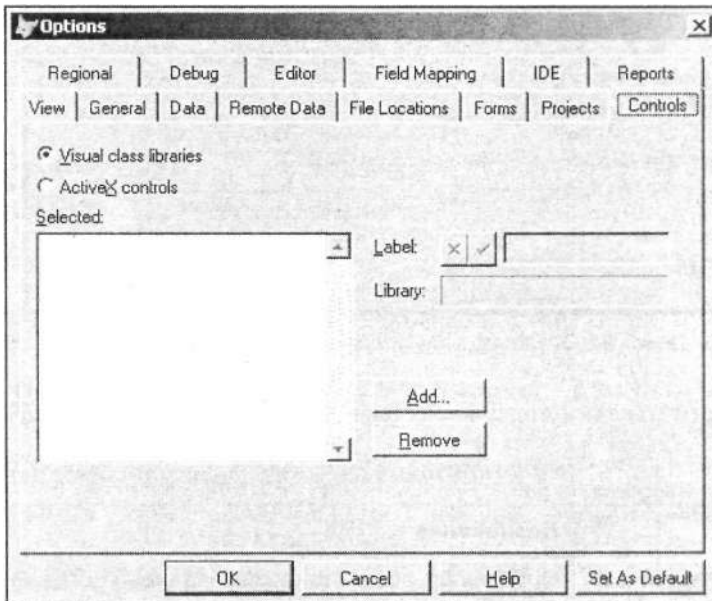 Options
Regional Debug Editor Field Mapping IDE Reports
View General Data Remote Data File Locations Forms Projects Controls
Visual class libraries
ActiveX controls
Selected:
Label:
Library:
Add...
Remove
OK Cancel Help Set As Default